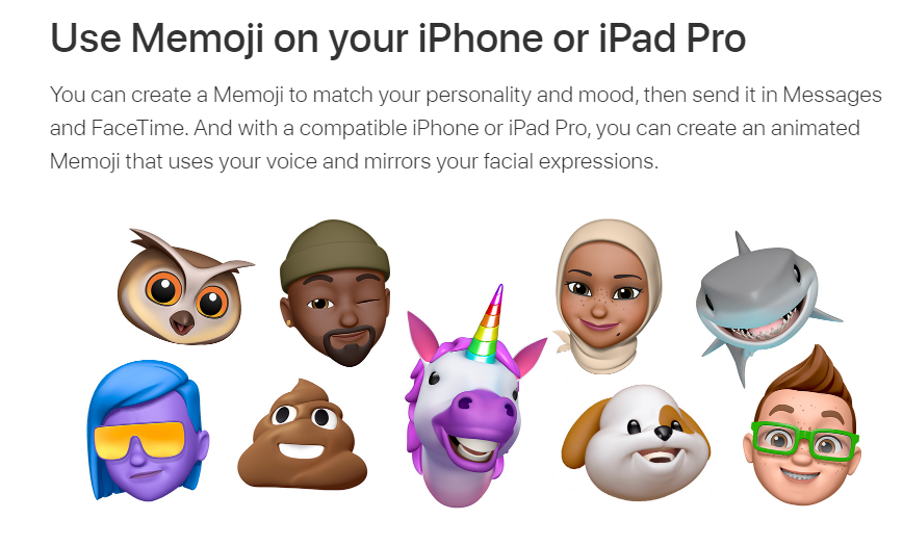 Use Memoji on your iPhone or iPad Pro
You can create a Memoji to match your personality and mood, then send it in Messages
and FaceTime. And with a compatible iPhone or iPad Pro, you can create an animated
Memoji that uses your voice and mirrors your facial expressions.